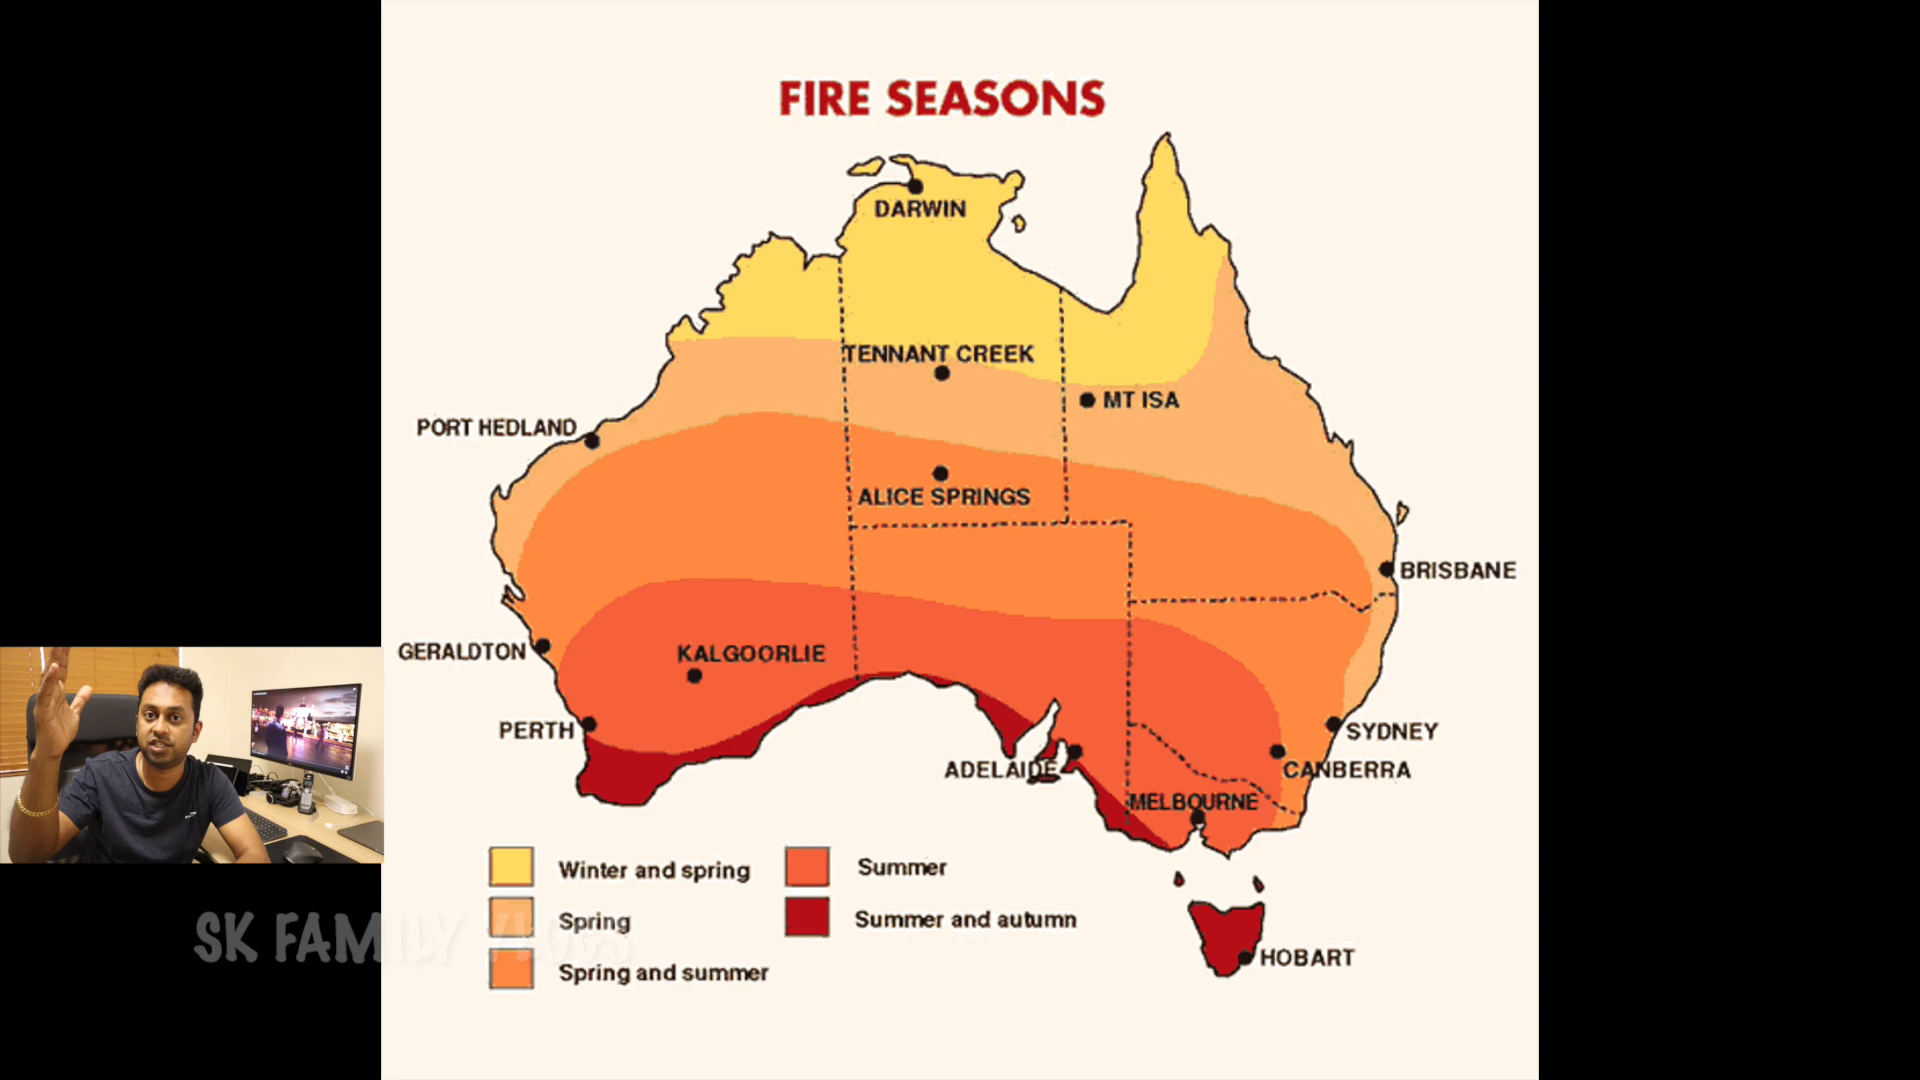 FIRE SEASONS
DARWIN
TENNANT CREEK
MT ISA
PORT HEDLAND
ALICE SPRINGS
BRISBANE
GERALDTON
KALGOORLIE
PERTH
SYDNEY
ADELAIDE
CANBERRA
MELBOURNE
Winter and spring
Summer
Spring
Summer and autumn
SK FAMILY VLOGS
Spring and summer
HOBART